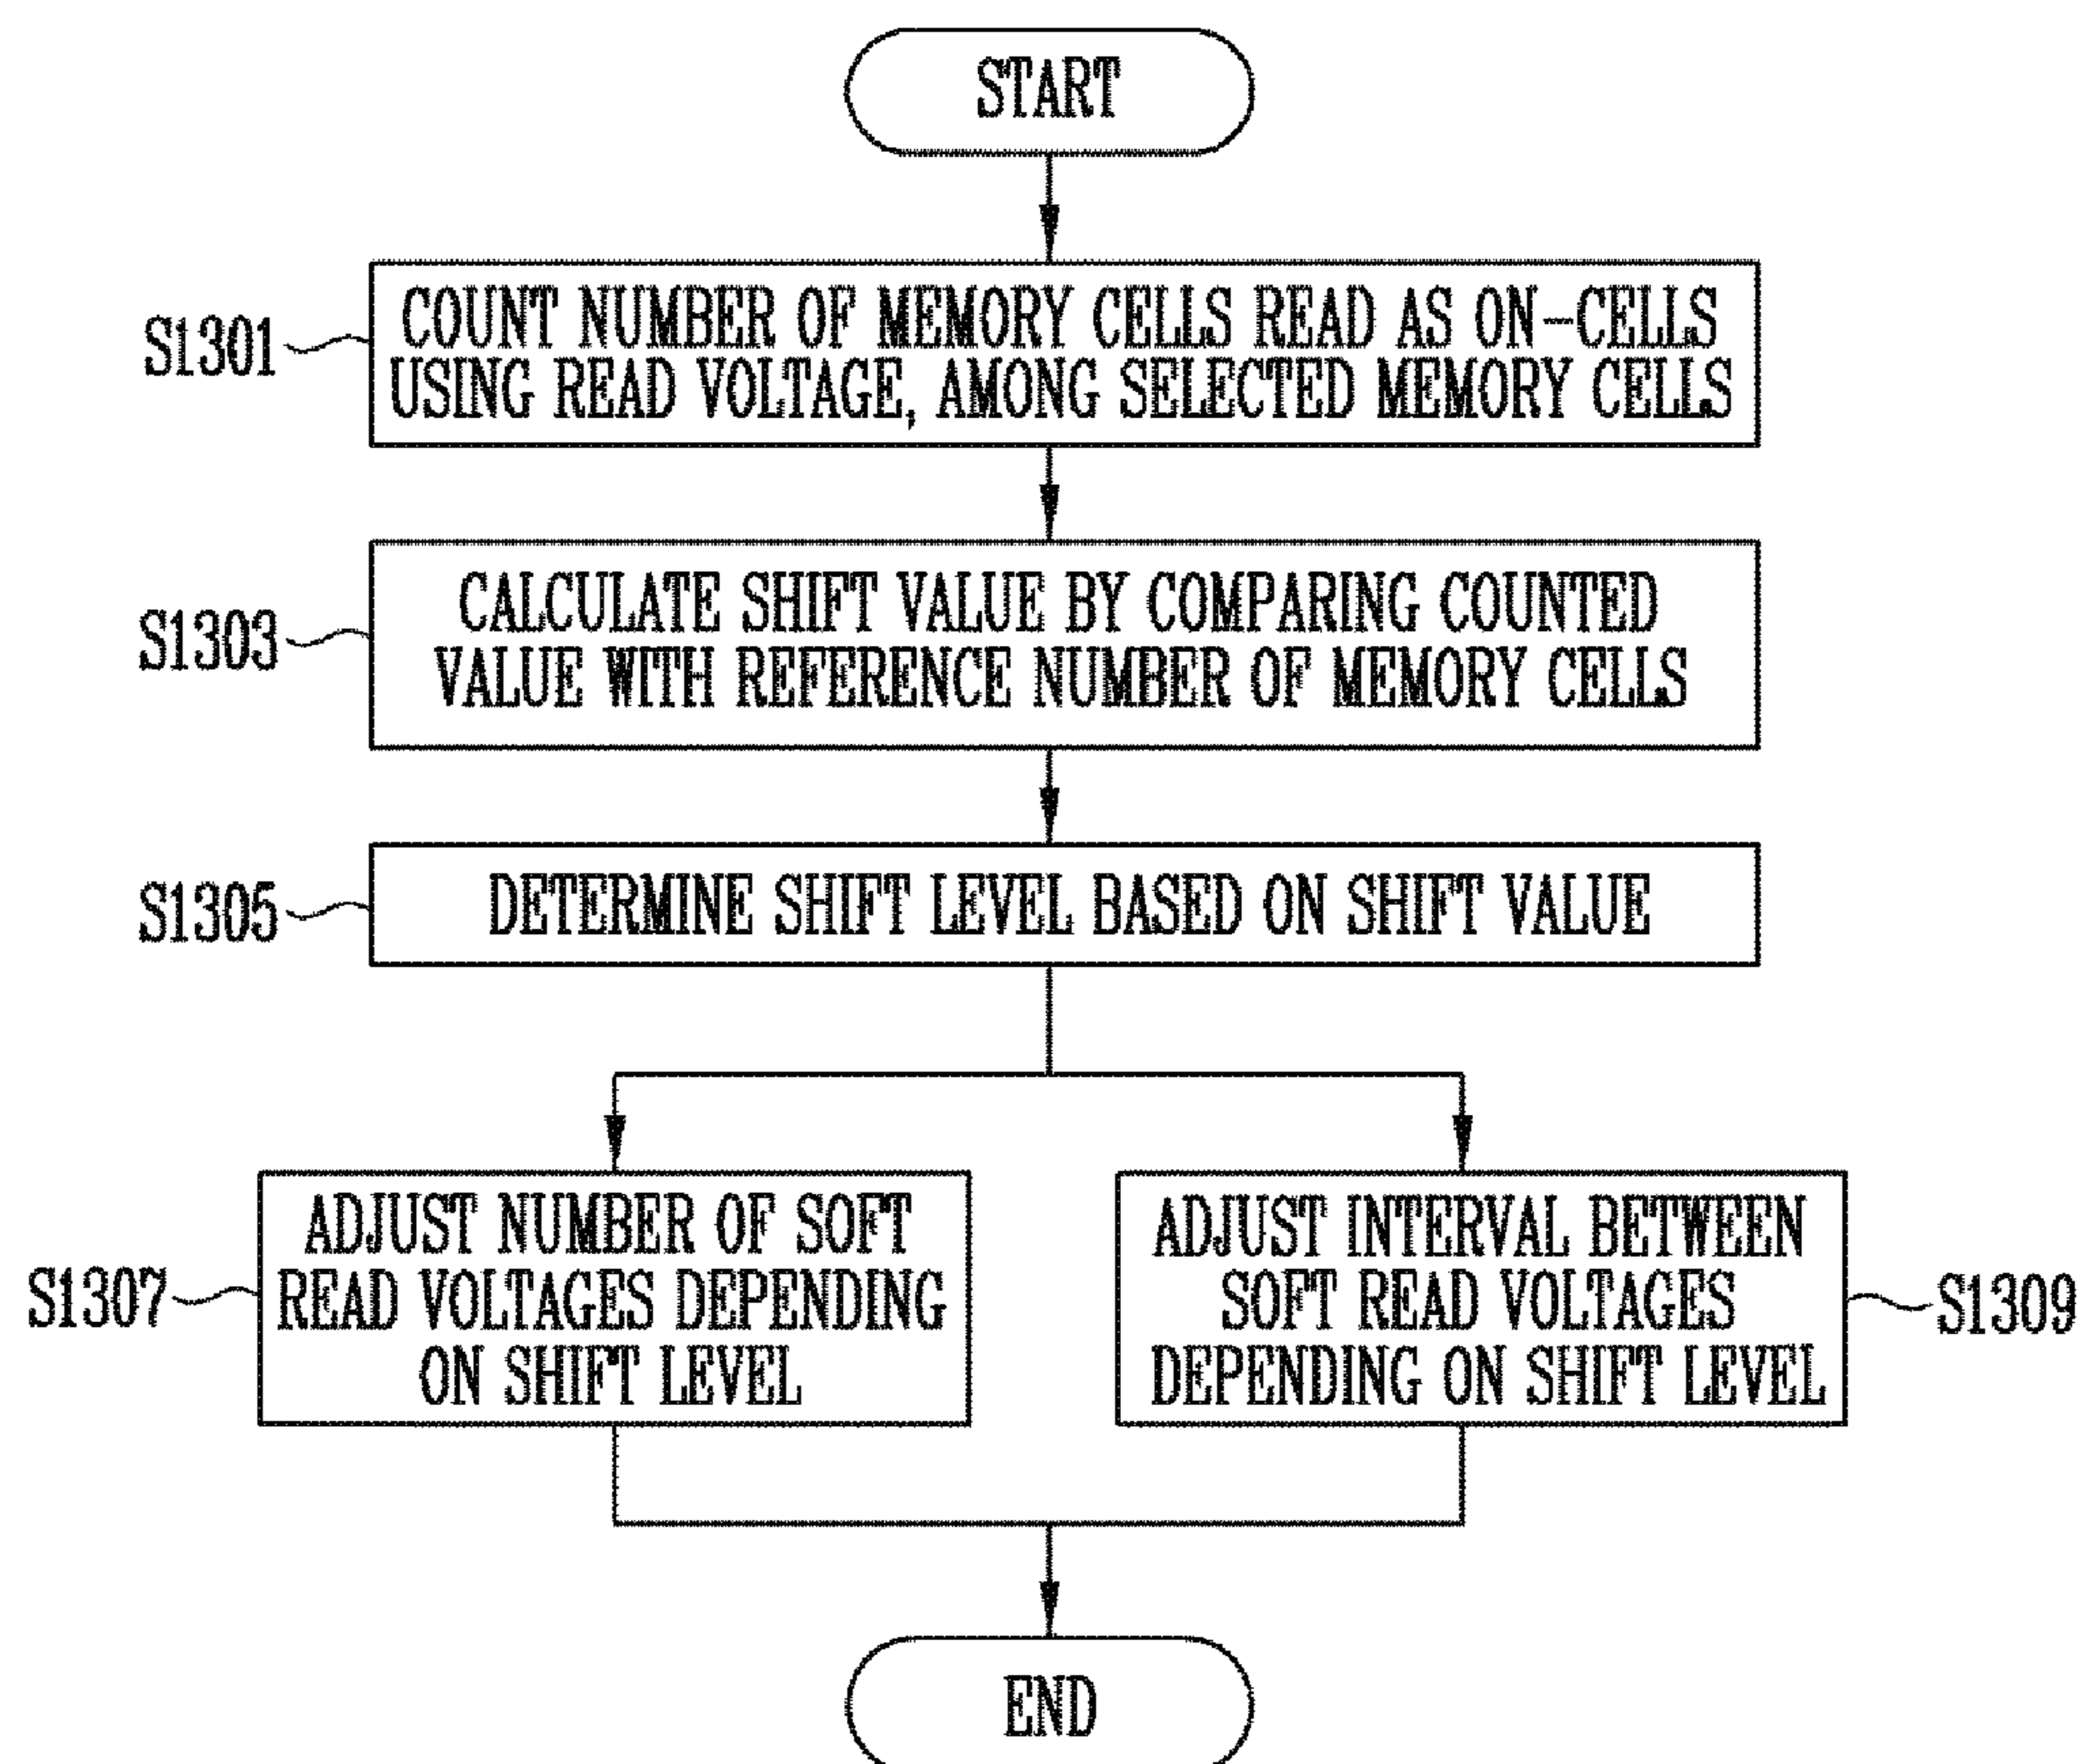 START
S1301
COUNT NUMBER OF MEMORY CELLS READ AS ON-CELLS
USING READ VOLTAGE, AMONG SELECTED MEMORY CELLS
S1303
CALCULATE SHIFT VALUE BY COMPARING COUNTED
VALUE WITH REFERENCE NUMBER OF MEMORY CELLS
S1305
DETERMINE SHIFT LEVEL BASED ON SHIFT VALUE
S1307
ADJUST NUMBER OF SOFT
READ VOLTAGES DEPENDING
ON SHIFT LEVEL
ADJUST INTERVAL BETWEEN
SOFT READ VOLTAGES
DEPENDING ON SHIFT LEVEL
S1309
END